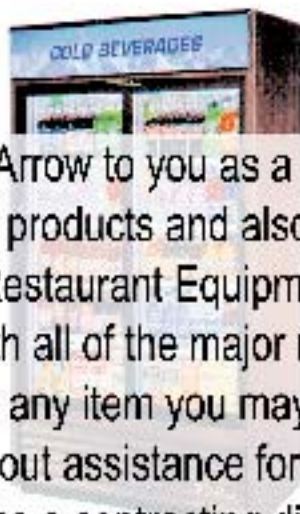 COLD BEVERAGES
Arrow to you as a
products and also
Restaurant Equipm
h all of the major
any item you may
out assistance for